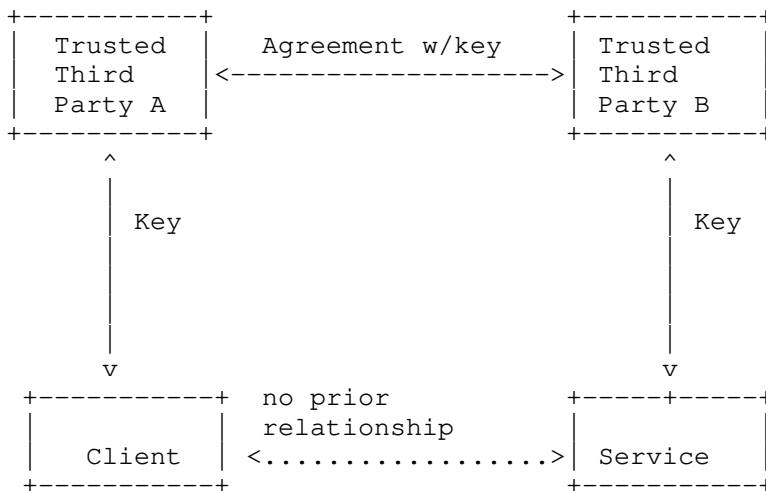 Trusted Agreement w/key Trusted
Third <-------------------> Third
Party A Party B
Key Key
no prior
relationship
Client <...................> Service